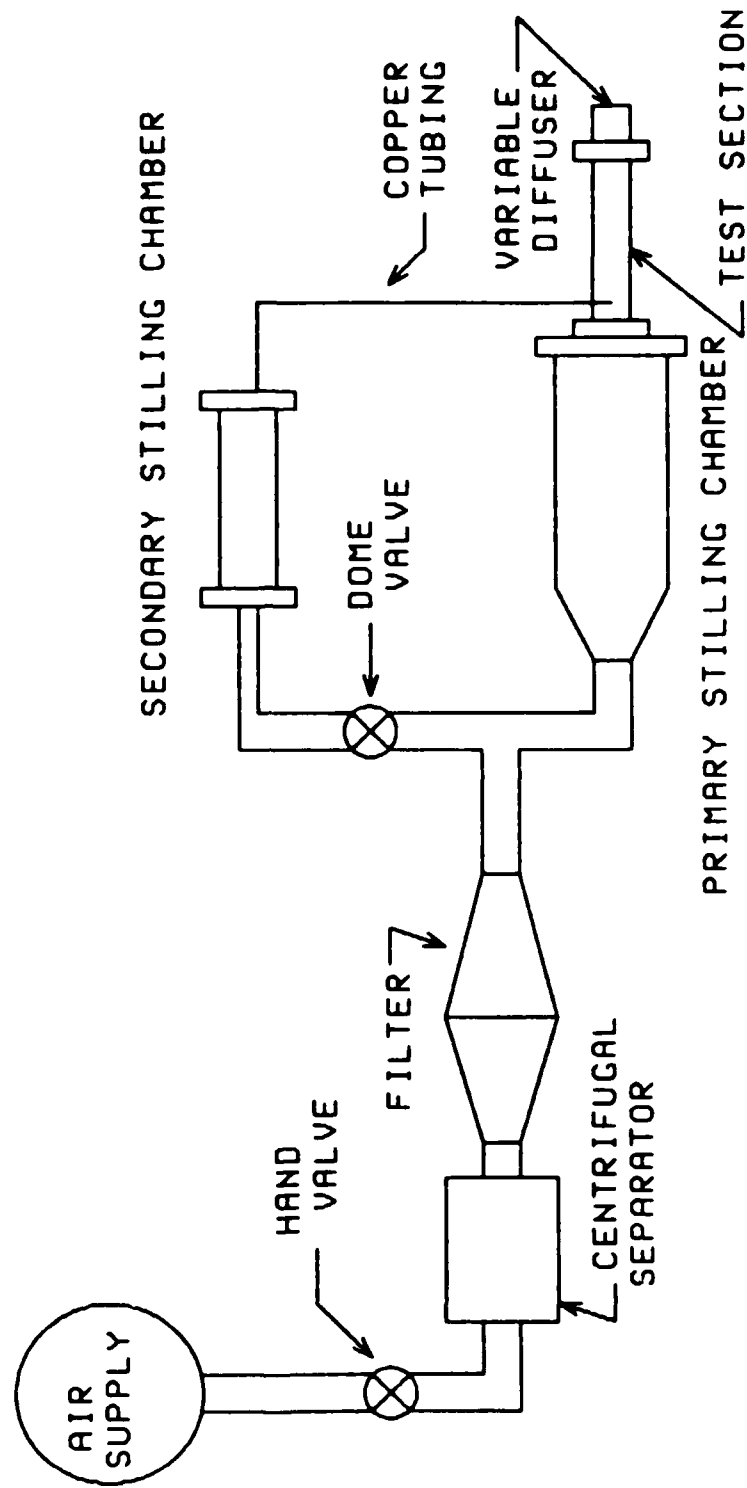 AIR
SUPPLY
HAND
VALVE
CENTRIFUGAL
SEPARATOR
FILTER
DOME
VALVE
SECONDARY STILLING CHAMBER
PRIMARY STILLING CHAMBER
COPPER
TUBING
VARIABLE
DIFFUSER
TEST SECTION